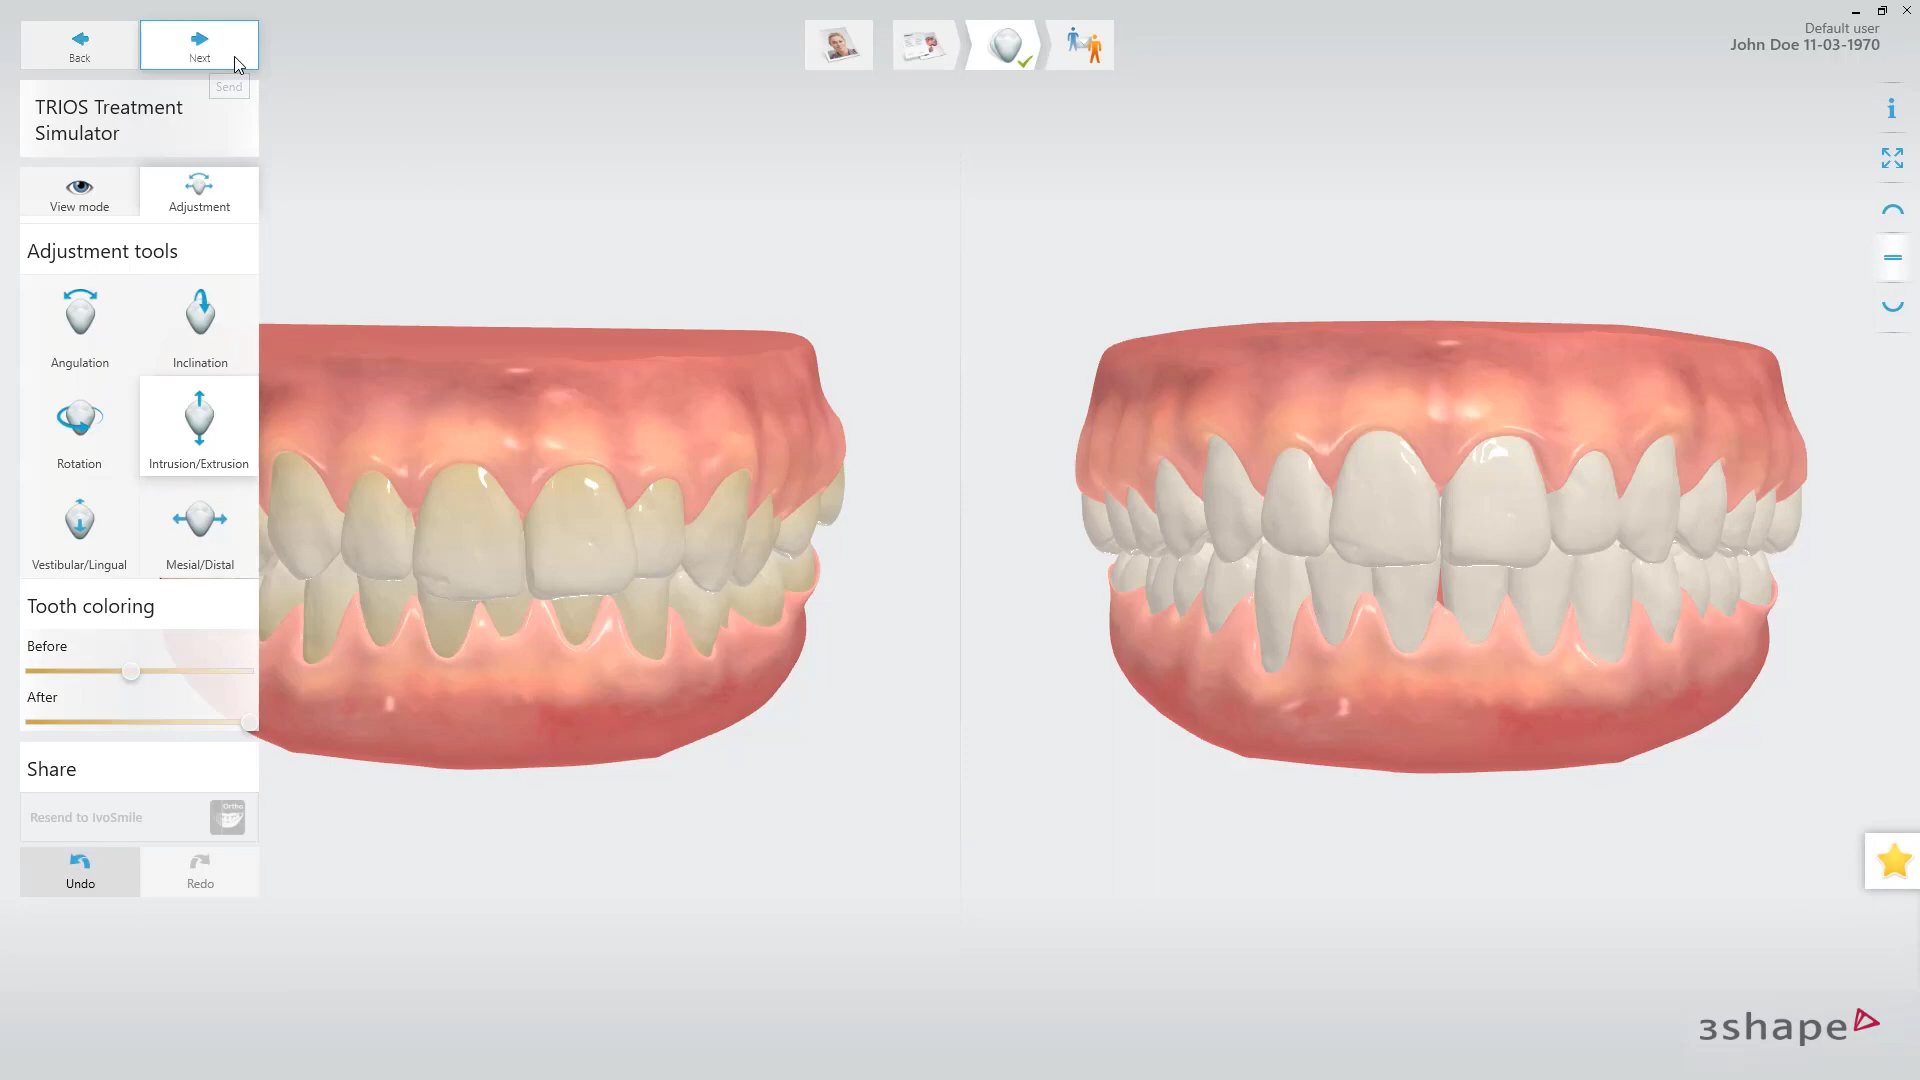 Back
Next
Send
Default user
John Doe 11-03-1970
TRIOS Treatment
Simulator
View mode
Adjustment
Adjustment tools
Angulation
Inclination
Rotation
Intrusion/Extrusion
Vestibular/Lingual
Mesial/Distal
Tooth coloring
Before
After
Share
Resend to IvoSmile
Ortho
Undo
Redo
3shape